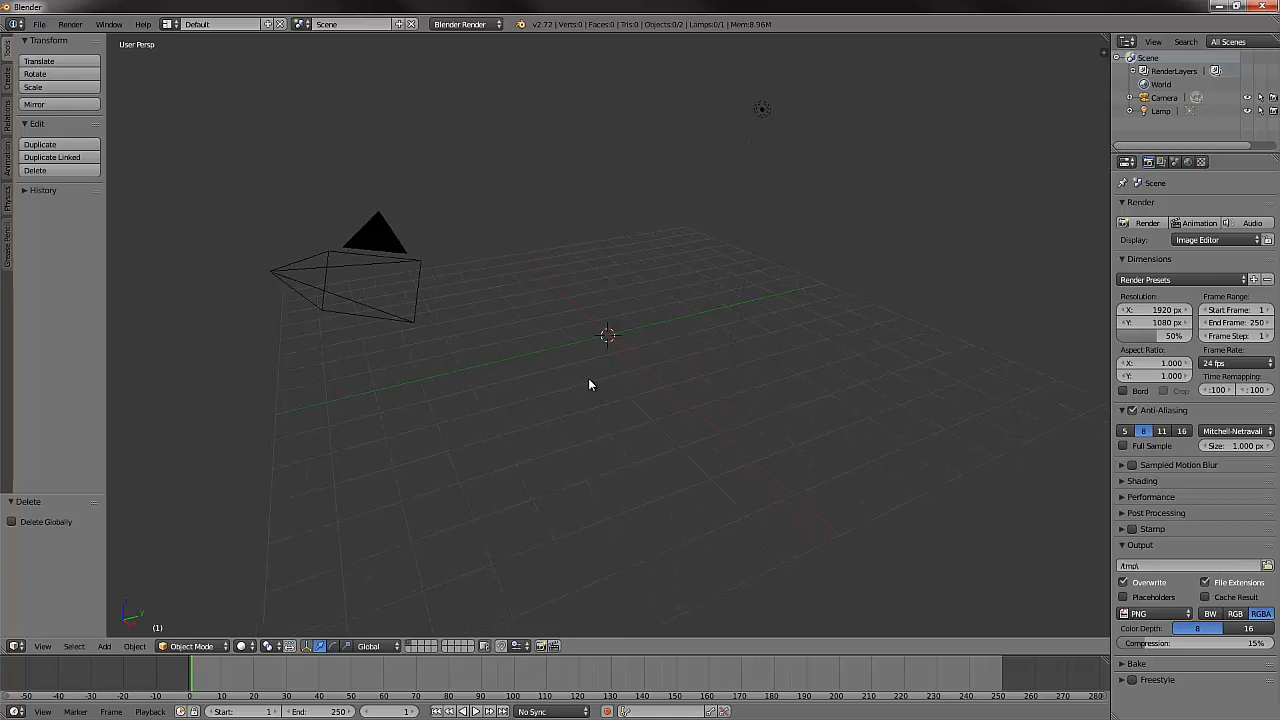 Blender
File Render Window Help Default Scene Blender Render v2.72 | Verts:0 | Faces:0 | Tris:0 | Objects:0/2 | Lamps:0/1 | Mem:8.96M
View Search All Scenes
Transform
Translate
Rotate
Scale
Mirror
Edit
Duplicate
Duplicate Linked
Delete
History
Delete
Delete Globally
Tools
Create
Relations
Animation
Physics
Grease Pencil
User Persp
(1)
Scene
RenderLayers
World
Camera
Lamp
Scene
Render
Render Animation Audio
Display: Image Editor
Dimensions
Render Presets
Resolution: Frame Range:
X: 1920 px Start Frame: 1
Y: 1080 px End Frame: 250
50% Frame Step: 1
Aspect Ratio: Frame Rate:
X: 1.000 24 fps
Y: 1.000 Time Remapping:
Bord Crop :100 : 100
Anti-Aliasing
5 8 11 16 Mitchell-Netravali
Full Sample Size: 1.000 px
Sampled Motion Blur
Shading
Performance
Post Processing
Stamp
Output
/tmp\
Overwrite File Extensions
Placeholders Cache Result
PNG BW RGB RGBA
Color Depth: 8 16
Compression: 15%
Bake
Freestyle
View Select Add Object Object Mode Global
-50 -40 -30 -20 -10 0 10 20 30 40 50 60 70 80 90 100 110 120 130 140 150 160 170 180 190 200 210 220 230 240 250 260 270 280
View Marker Frame Playback Start: 1 End: 250 1 No Sync